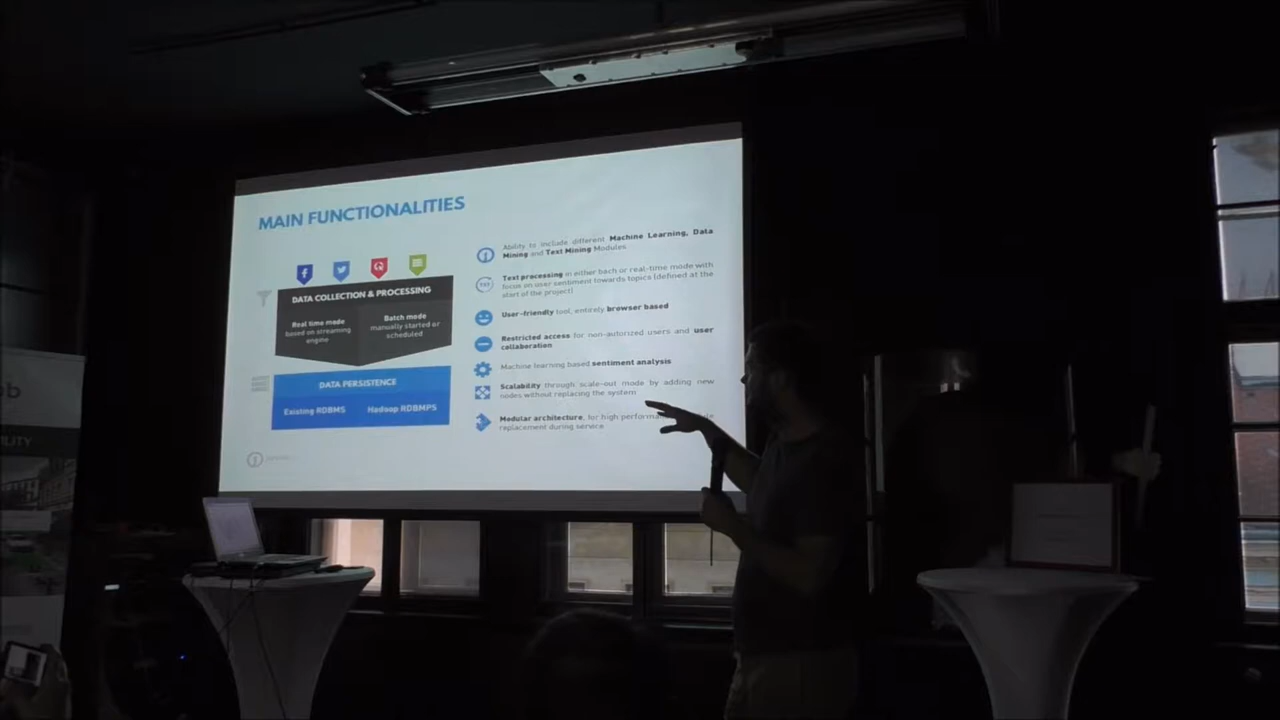 MAIN FUNCTIONALITIES
DATA COLLECTION & PROCESSING
Real time mode
based on streaming
engine
Batch mode
manually started or
scheduled
DATA PERSISTENCE
Existing RDBMS
Hadoop RDBMPS
Ability to include different Machine Learning, Data
Mining and Text Mining Modules
Text processing in either bach or real-time mode with
focus on user sentiment towards topics (defined at the
start of the project)
User-friendly tool, entirely browser based
Restricted access for non-autorized users and user
collaboration
Machine learning based sentiment analysis
Scalability through scale-out mode by adding new
nodes without replacing the system
Modular architecture, for high
replacement during service